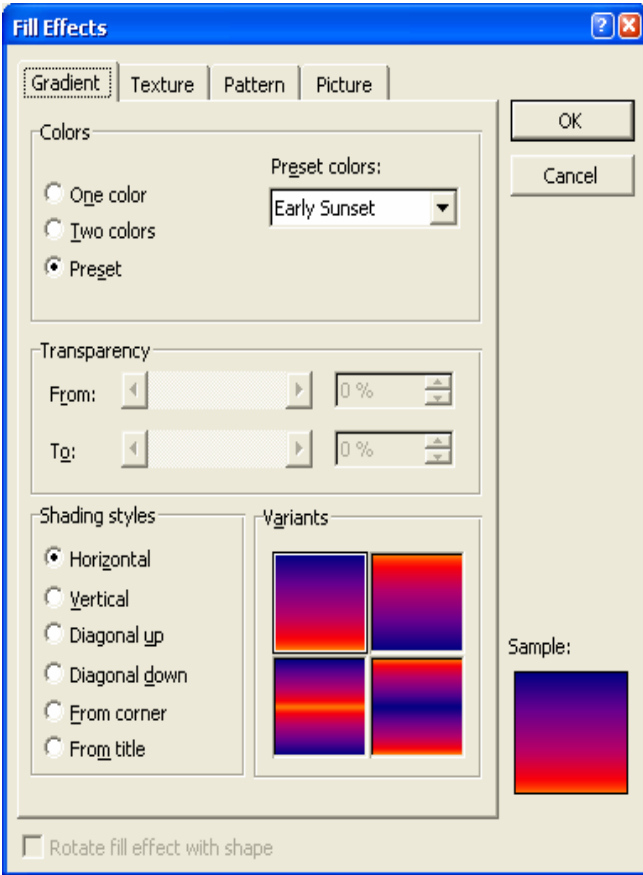 Fill Effects
Gradient Texture Pattern Picture
OK
Cancel
Colors
Preset colors:
One color
Early Sunset
Two colors
Preset
Transparency
From: 0 %
To: 0 %
Shading styles
Horizontal
Vertical
Diagonal up
Diagonal down
From corner
From title
Variants
Sample:
Rotate fill effect with shape